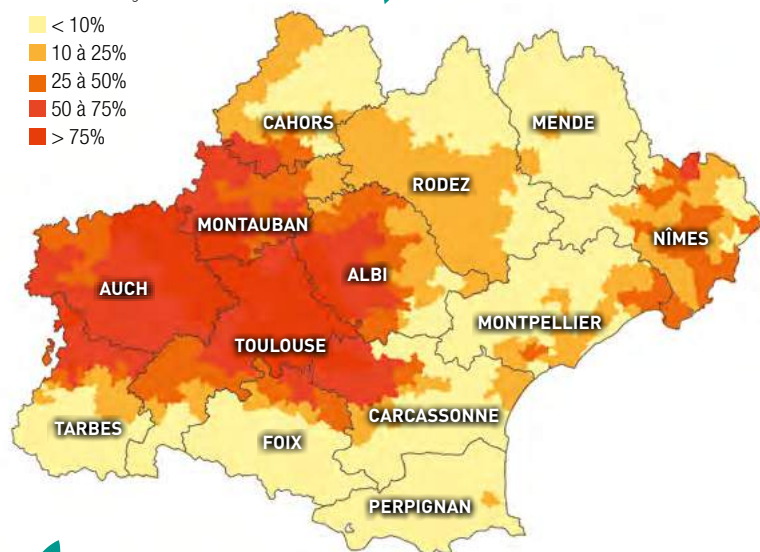 < 10%
10 à 25%
25 à 50%
50 à 75%
> 75%
CAHORS
MENDE
RODEZ
MONTAUBAN
NÎMES
ALBI
AUCH
MONTPELLIER
TOULOUSE
CARCASSONNE
TARBES
FOIX
PERPIGNAN